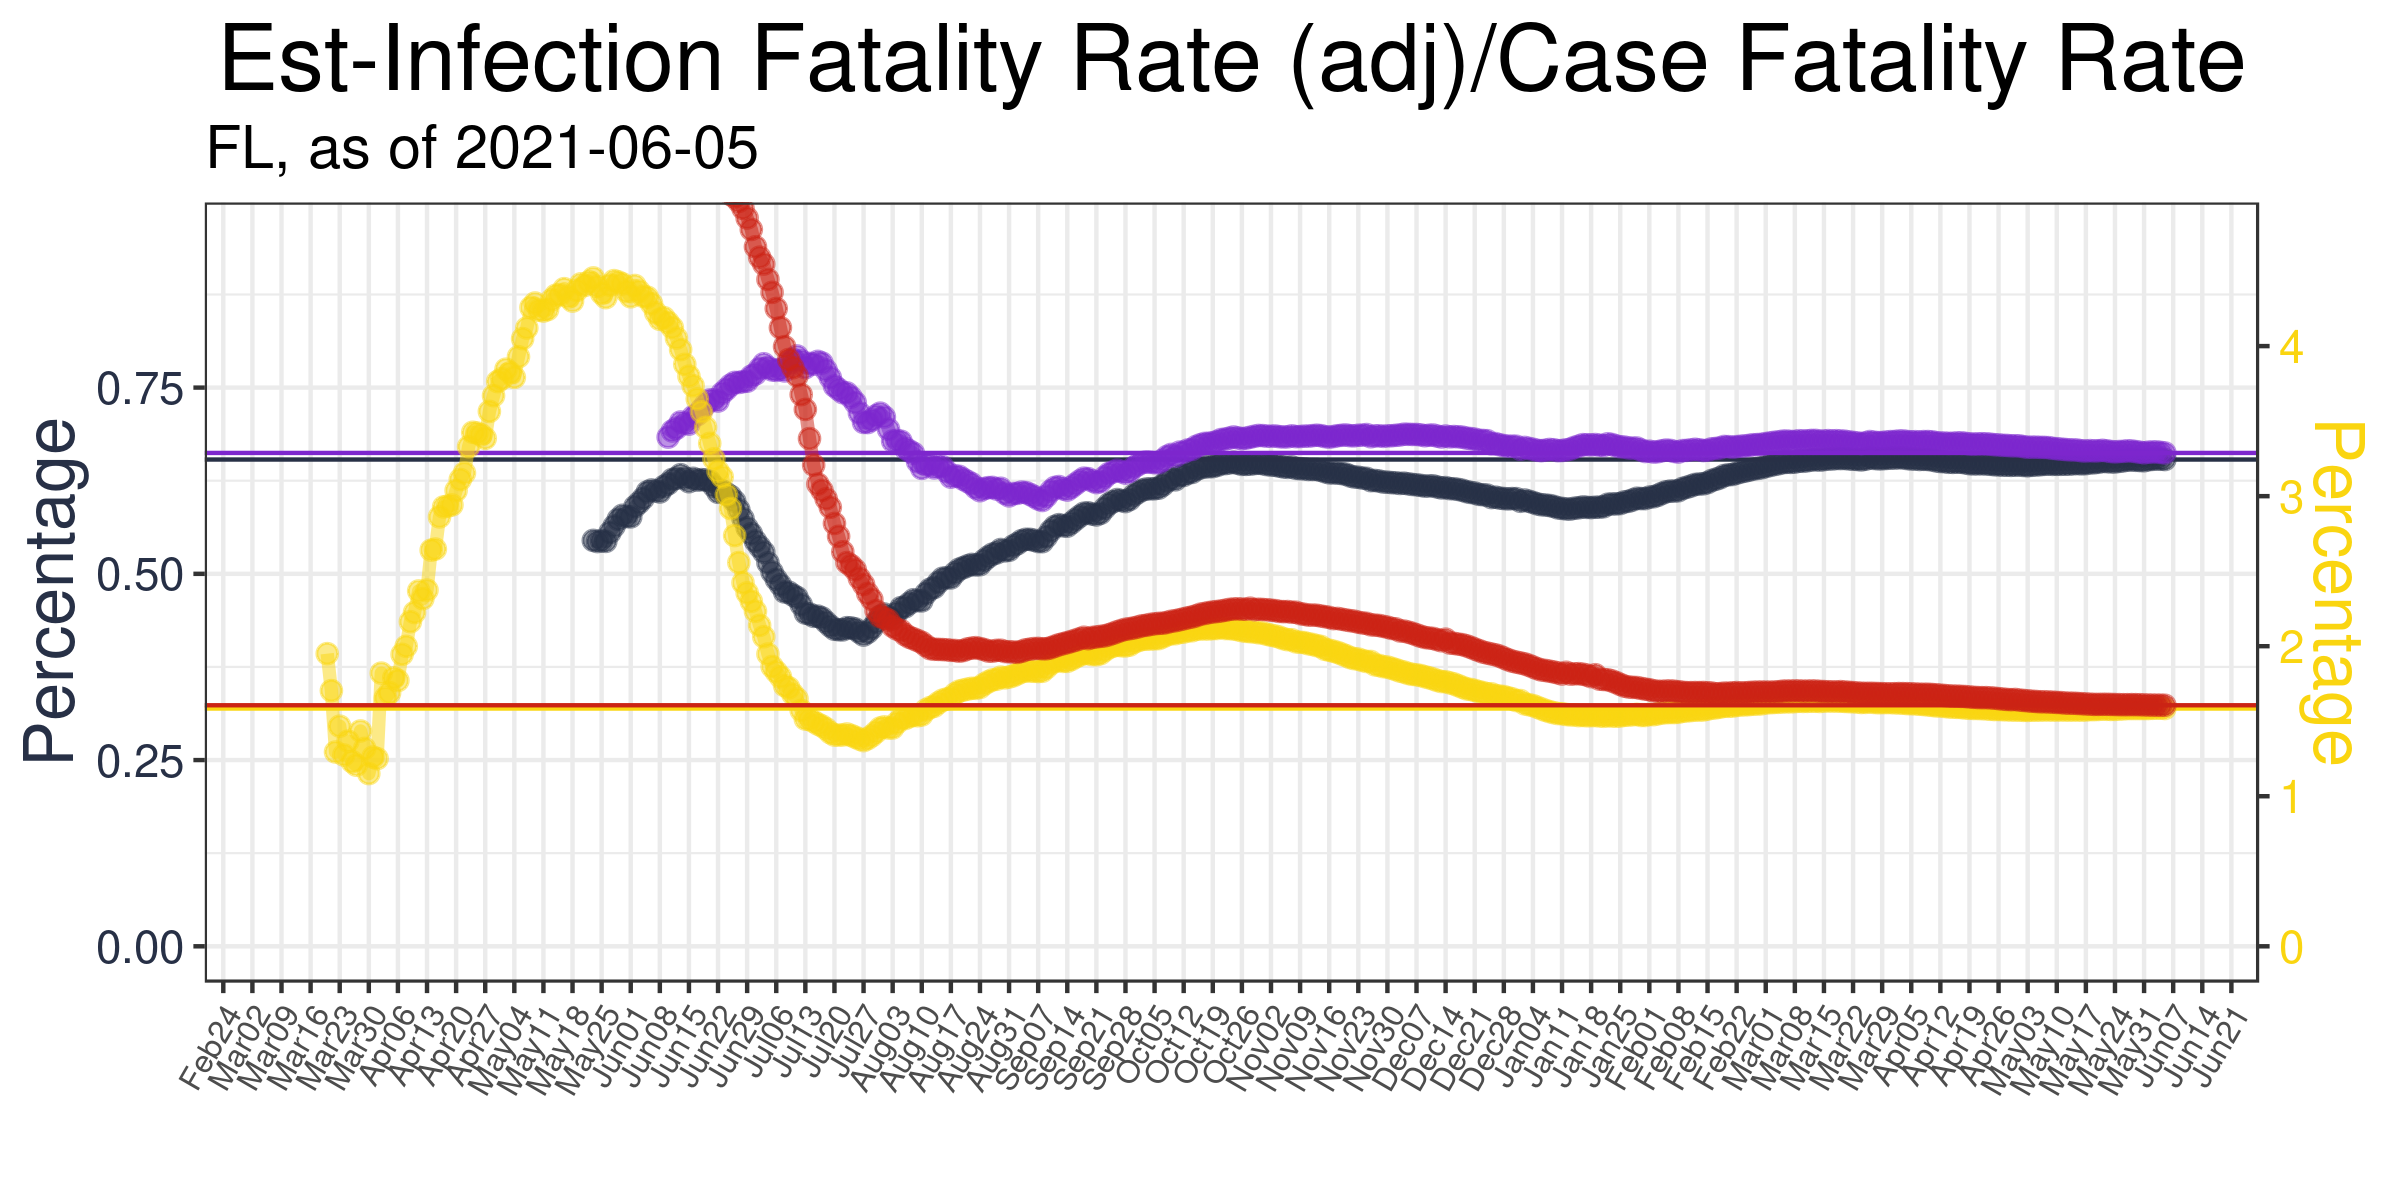 Est-Infection Fatality Rate (adj)/Case Fatality Rate
FL, as of 2021-06-05
Percentage
0.75
0.50
0.25
0.00
4
3
2
1
0
Percentage
Feb24
Mar02
Mar09
Mar16
Mar23
Mar30
Apr06
Apr13
Apr20
Apr27
May04
May11
May18
May25
Jun01
Jun08
Jun15
Jun22
Jun29
Jul06
Jul13
Jul20
Jul27
Aug03
Aug10
Aug17
Aug24
Aug31
Sep07
Sep14
Sep21
Sep28
Oct05
Oct12
Oct19
Oct26
Nov02
Nov09
Nov16
Nov23
Nov30
Dec07
Dec14
Dec21
Dec28
Jan04
Jan11
Jan18
Jan25
Feb01
Feb08
Feb15
Feb22
Mar01
Mar08
Mar15
Mar22
Mar29
Apr05
Apr12
Apr19
Apr26
May03
May10
May17
May24
May31
Jun07
Jun14
Jun21